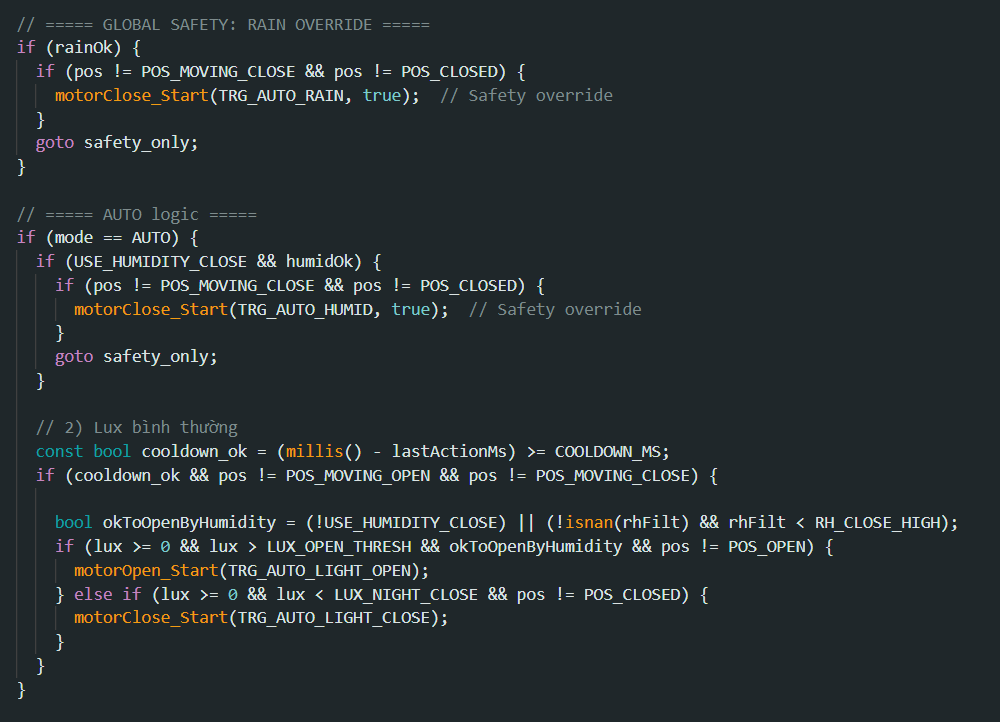 // ===== GLOBAL SAFETY: RAIN OVERRIDE =====
if (rainOk) {
  if (pos != POS_MOVING_CLOSE && pos != POS_CLOSED) {
    motorClose_Start(TRG_AUTO_RAIN, true);  // Safety override
  }
  goto safety_only;
}

// ===== AUTO logic =====
if (mode == AUTO) {
  if (USE_HUMIDITY_CLOSE && humidOk) {
    if (pos != POS_MOVING_CLOSE && pos != POS_CLOSED) {
      motorClose_Start(TRG_AUTO_HUMID, true);  // Safety override
    }
    goto safety_only;
  }

  // 2) Lux bình thường
  const bool cooldown_ok = (millis() - lastActionMs) >= COOLDOWN_MS;
  if (cooldown_ok && pos != POS_MOVING_OPEN && pos != POS_MOVING_CLOSE) {

    bool okToOpenByHumidity = (!USE_HUMIDITY_CLOSE) || (!isnan(rhFilt) && rhFilt < RH_CLOSE_HIGH);
    if (lux >= 0 && lux > LUX_OPEN_THRESH && okToOpenByHumidity && pos != POS_OPEN) {
      motorOpen_Start(TRG_AUTO_LIGHT_OPEN);
    } else if (lux >= 0 && lux < LUX_NIGHT_CLOSE && pos != POS_CLOSED) {
      motorClose_Start(TRG_AUTO_LIGHT_CLOSE);
    }
  }
}